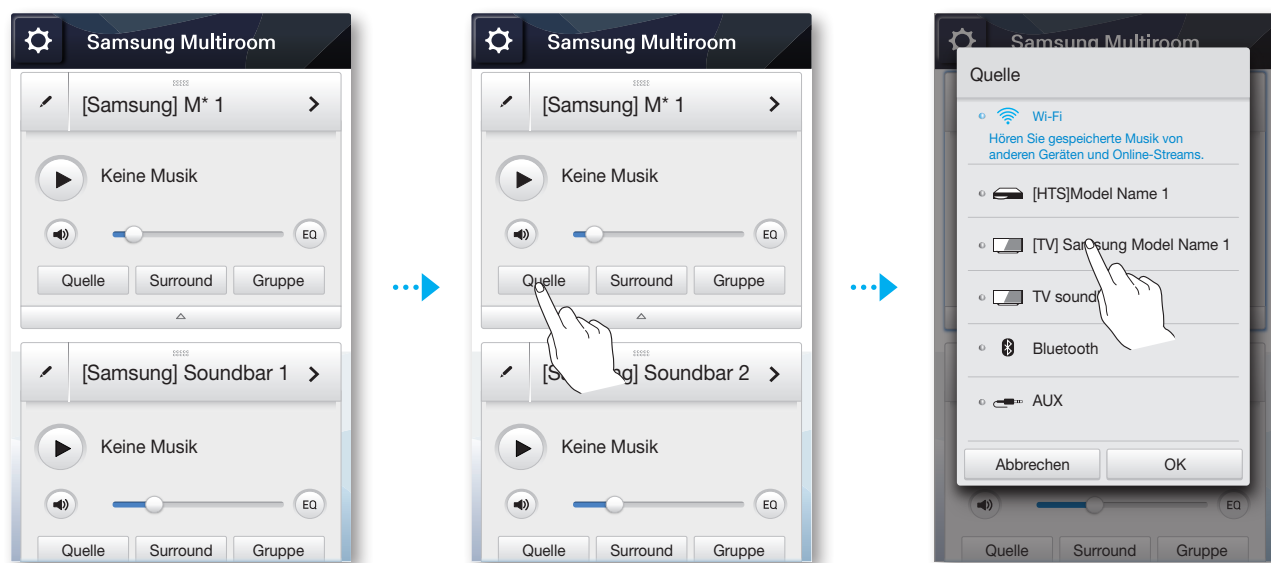 Samsung Multiroom
[Samsung] M* 1
Keine Musik
EQ
Quelle Surround Gruppe
[Samsung] Soundbar 1
Keine Musik
EQ
Quelle Surround Gruppe
Samsung Multiroom
[Samsung] M* 1
Keine Musik
EQ
Quelle Surround Gruppe
Soundbar 2
Keine Musik
EQ
Quelle Surround Gruppe
Samsung Multiroom
Quelle
Wi-Fi
Hören Sie gespeicherte Musik von
anderen Geräten und Online-Streams.
[HTS]Model Name 1
[TV] Samsung Model Name 1
TV
Bluetooth
AUX
Abbrechen OK
EQ
Quelle Surround Gruppe